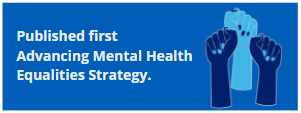 Published first
Advancing Mental Health
Equalities Strategy.